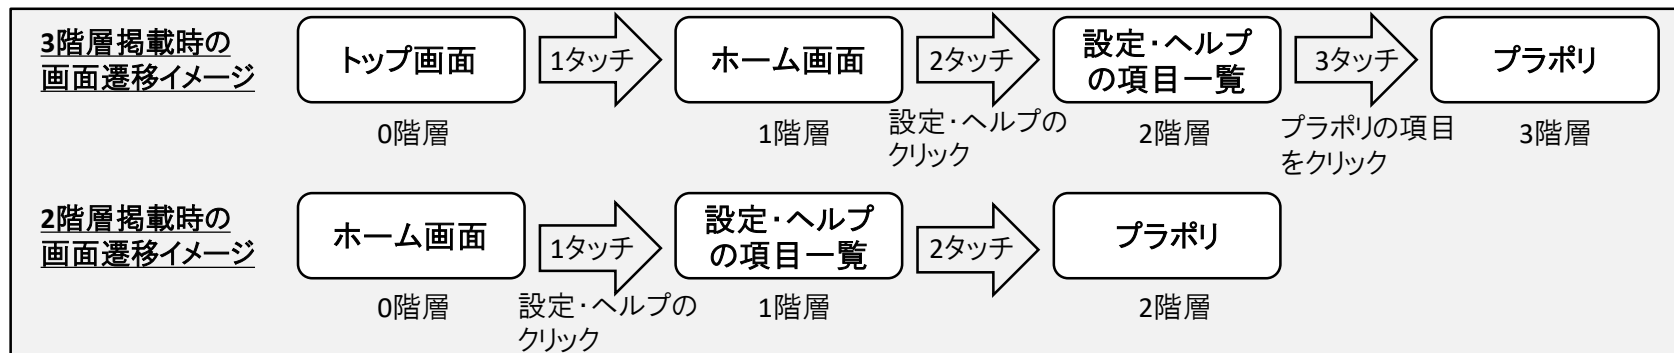 3階層掲載時の
画面遷移イメージ
トップ画面
1タッチ
ホーム画面
2タッチ
設定・ヘルプ
の項目一覧
3タッチ
プラポリ
0階層
1階層
設定・ヘルプの
クリック
2階層
プラポリの項目
をクリック
3階層
2階層掲載時の
画面遷移イメージ
ホーム画面
1タッチ
設定・ヘルプ
の項目一覧
2タッチ
プラポリ
0階層
設定・ヘルプの
クリック
1階層
2階層